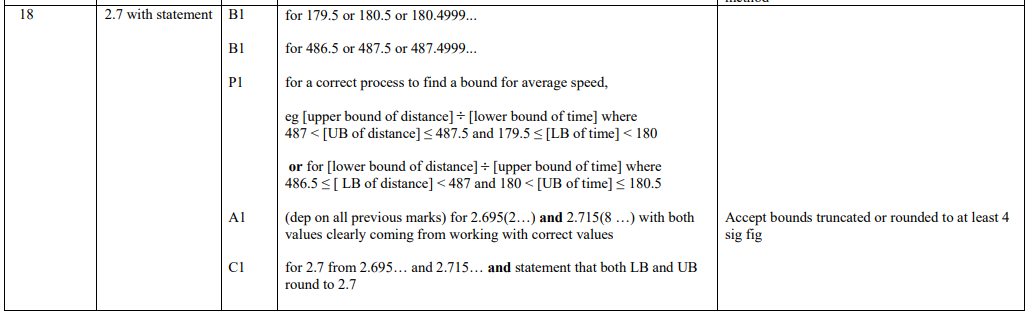 18
2.7 with statement
B1
for 179.5 or 180.5 or 180.4999...
B1
for 486.5 or 487.5 or 487.4999...
P1
for a correct process to find a bound for average speed,
eg [upper bound of distance] ÷ [lower bound of time] where
487 < [UB of distance] ≤ 487.5 and 179.5 ≤ [LB of time] < 180
or for [lower bound of distance] ÷ [upper bound of time] where
486.5 ≤ [ LB of distance] < 487 and 180 < [UB of time] ≤ 180.5
A1
(dep on all previous marks) for 2.695(2…) and 2.715(8 …) with both
values clearly coming from working with correct values
Accept bounds truncated or rounded to at least 4
sig fig
C1
for 2.7 from 2.695… and 2.715… and statement that both LB and UB
round to 2.7